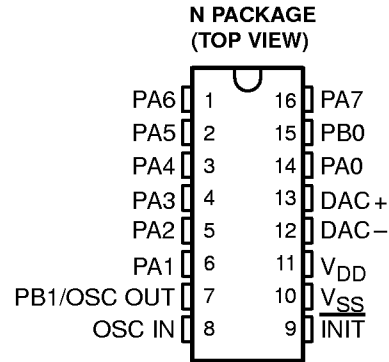 N PACKAGE
(TOP VIEW)
PA6 1 16 PA7
PA5 2 15 PB0
PA4 3 14 PA0
PA3 4 13 DAC+
PA2 5 12 DAC−
PA1 6 11 VDD
PB1/OSC OUT 7 10 VSS
OSC IN 8 9 INIT